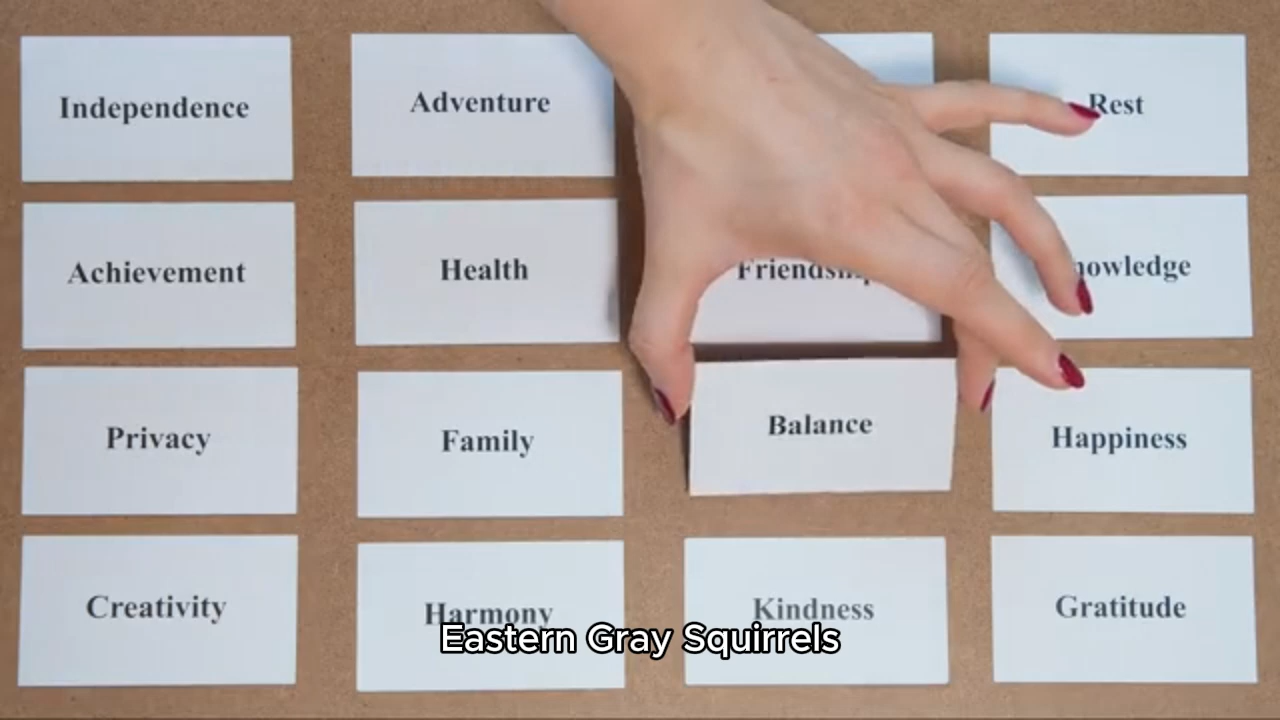 Independence
Adventure
Rest
Achievement
Health
Privacy
Family
Balance
Happiness
Creativity
Harmony
Kindness
Gratitude
Eastern Gray Squirrels